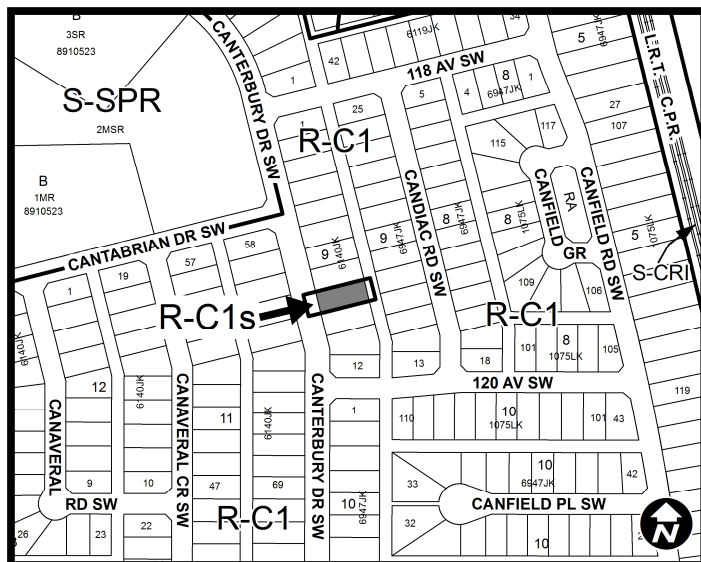 B
3SR
8910523
S-SPR
2MSR
B
1MR
8910523
CANTERBURY DR SW
42
6119JK
34
118 AV SW
1
5
4
8
1
6947JK
5
6947JK
L.R.T.
C.P.R.
27
107
1
R-C1
25
115
117
CANFIELD
GR
RA
CANFIELD RD SW
CANDIAC RD SW
9
6140JK
9
6947JK
8
6947JK
8
1075LK
5
1075LK
S-CRI
CANTABRIAN DR SW
58
57
19
1
R-C1s
109
106
R-C1
6140JK
12
13
18
101
8
1075LK
105
120 AV SW
119
12
6140JK
CANAVERAL
RD SW
CANAVERAL CR SW
11
6140JK
CANTERBURY DR SW
1
110
10
1075LK
101
43
9
10
47
69
10
6947JK
33
10
6947JK
42
CANFIELD PL SW
26
23
22
R-C1
32
10
N